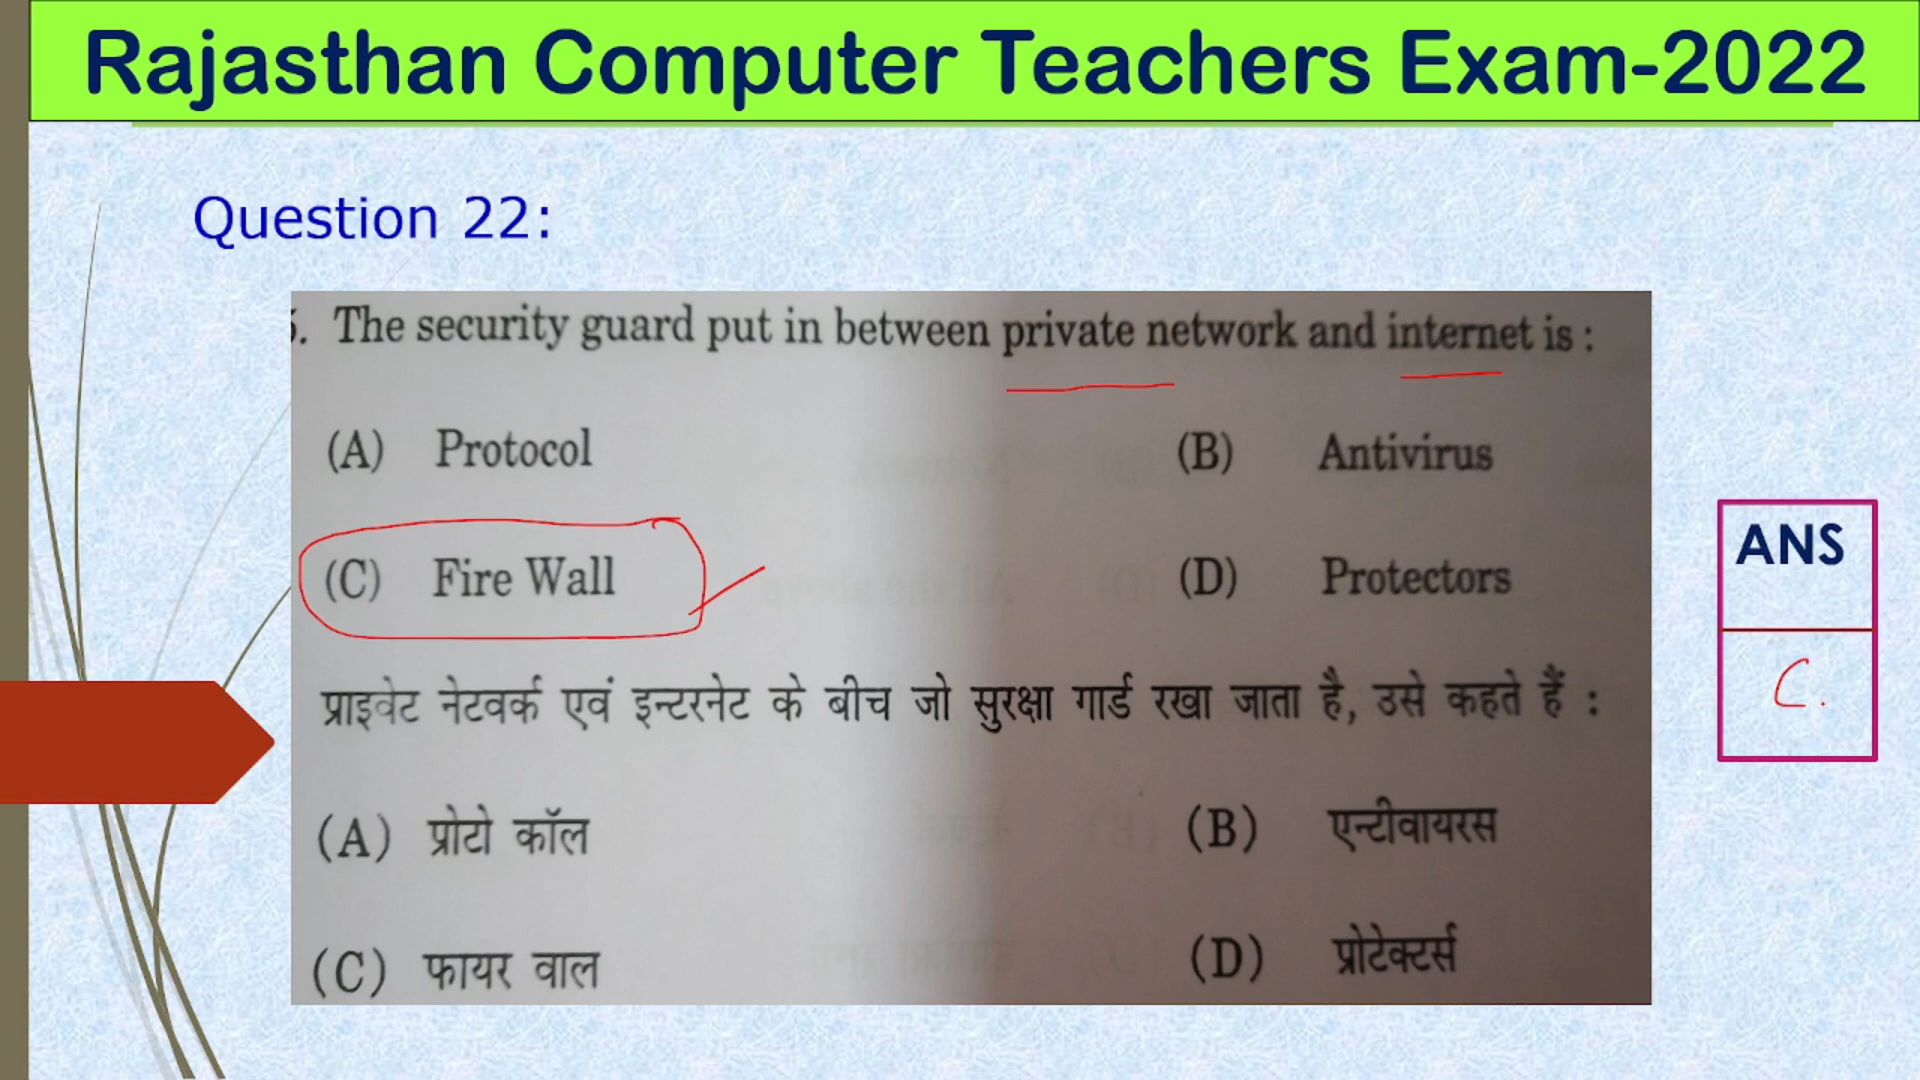 Rajasthan Computer Teachers Exam-2022
Question 22:
. The security guard put in between private network and internet is :
(A) Protocol (B) Antivirus
(C) Fire Wall (D) Protectors
प्राइवेट नेटवर्क एवं इन्टरनेट के बीच जो सुरक्षा गार्ड रखा जाता है, उसे कहते हैं :
(A) प्रोटो कॉल (B) एन्टीवायरस
(C) फायर वाल (D) प्रोटेक्टर्स
ANS
C.